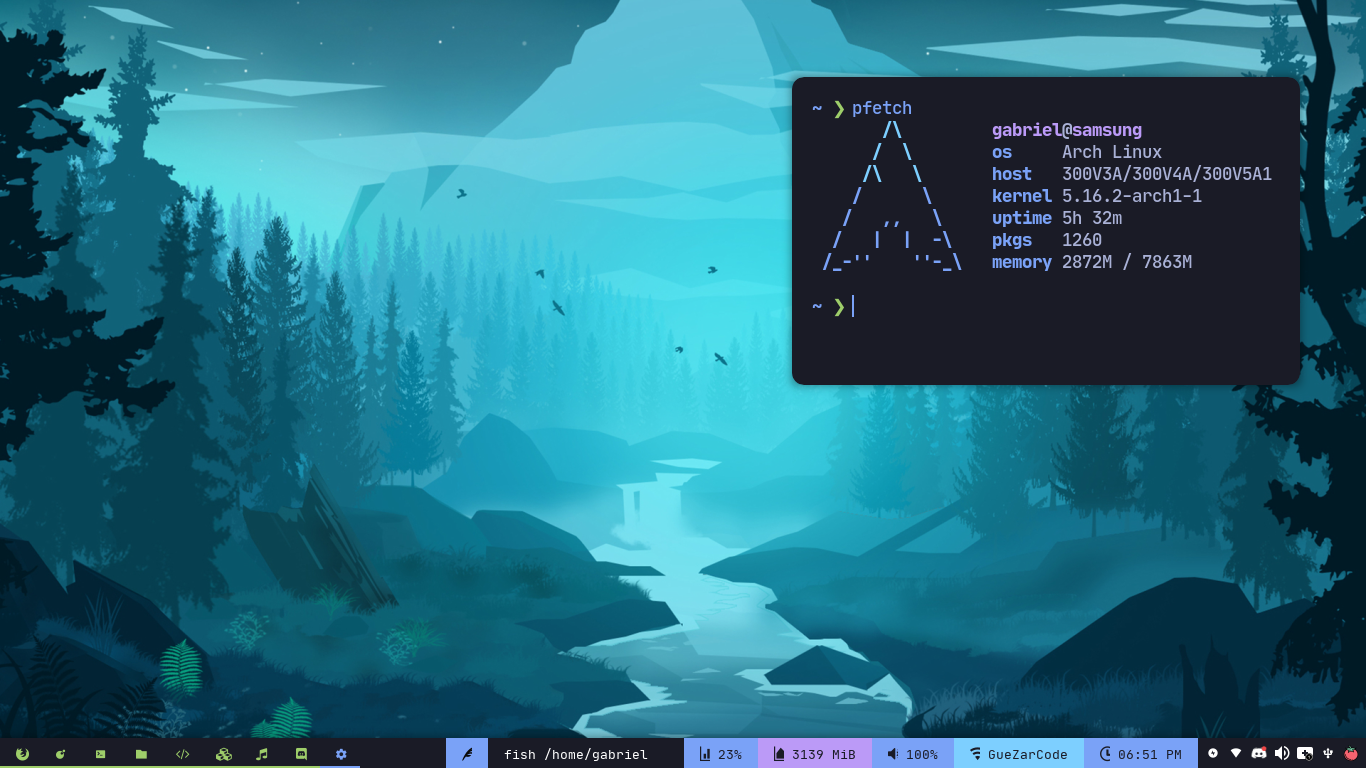 ~ ❯ pfetch
gabriel@samsung
os Arch Linux
host 300V3A/300V4A/300V5A1
kernel 5.16.2-arch1-1
uptime 5h 32m
pkgs 1260
memory 2872M / 7863M
~ ❯
fish /home/gabriel
23%
3139 MiB
100%
GueZarCode
06:51 PM